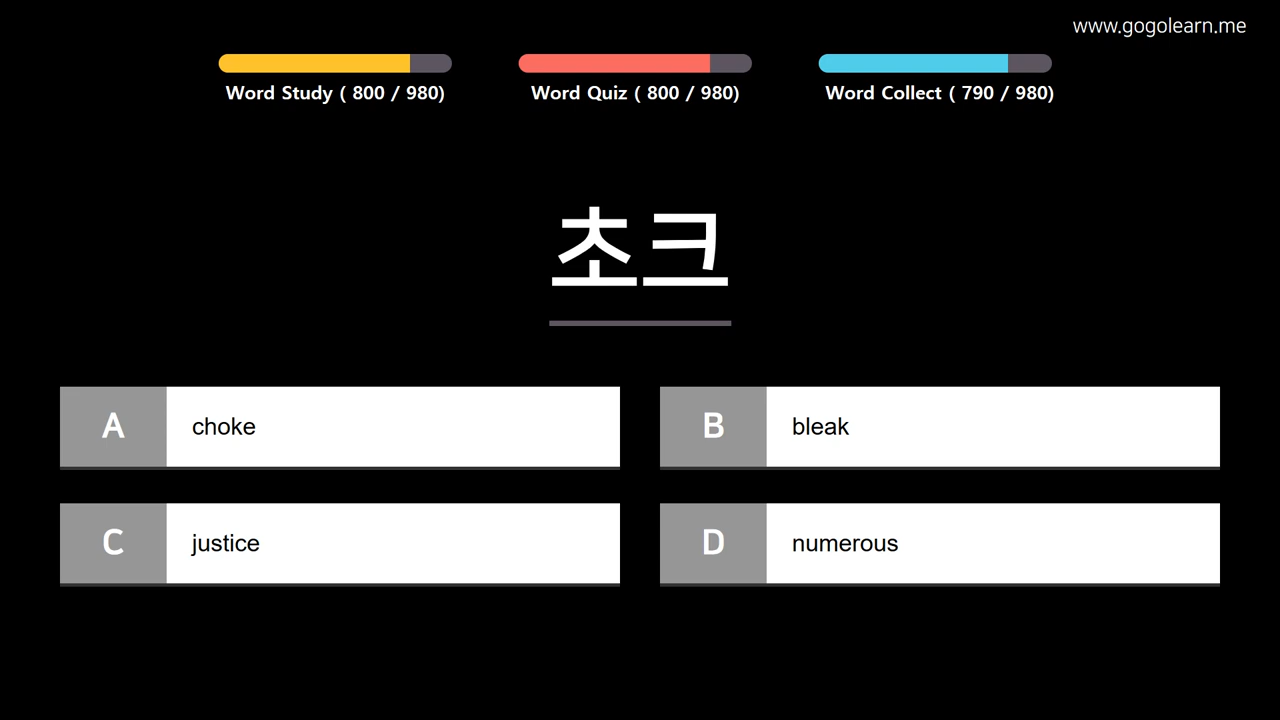 www.gogolearn.me
Word Study ( 800 / 980)
Word Quiz ( 800 / 980)
Word Collect ( 790 / 980)
초크
A choke
B bleak
C justice
D numerous